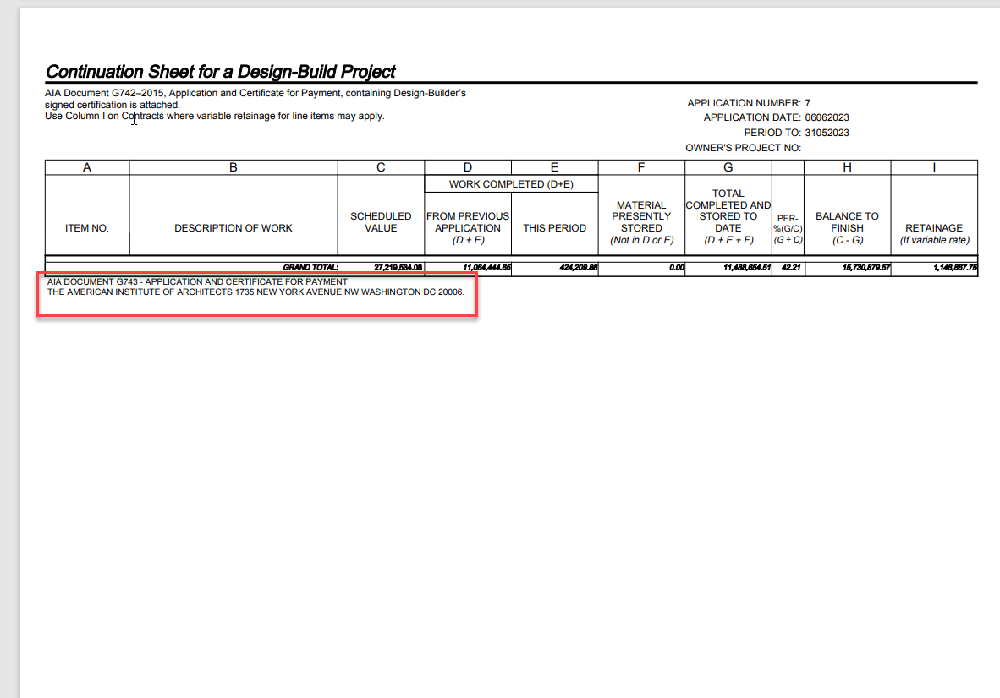 Continuation Sheet for a Design-Build Project
AIA Document G742–2015, Application and Certificate for Payment, containing Design-Builder's
signed certification is attached.
Use Column I on Contracts where variable retainage for line items may apply.
APPLICATION NUMBER: 7
APPLICATION DATE: 06062023
PERIOD TO: 31052023
OWNER'S PROJECT NO:
A B C D E F G H I
WORK COMPLETED (D+E)
ITEM NO.
DESCRIPTION OF WORK
SCHEDULED
VALUE
FROM PREVIOUS
APPLICATION
(D + E)
THIS PERIOD
MATERIAL
PRESENTLY
STORED
(Not in D or E)
TOTAL
COMPLETED AND
STORED TO
DATE
(D + E + F)
PER-
%(G/C)
(G ÷ C)
BALANCE TO
FINISH
(C - G)
RETAINAGE
(If variable rate)
GRAND TOTAL: 27,219,534.08 11,064,444.65 424,209.86 0.00 11,488,654.51 42.21 15,730,879.57 1,148,867.75
AIA DOCUMENT G743 - APPLICATION AND CERTIFICATE FOR PAYMENT
THE AMERICAN INSTITUTE OF ARCHITECTS 1735 NEW YORK AVENUE NW WASHINGTON DC 20006.